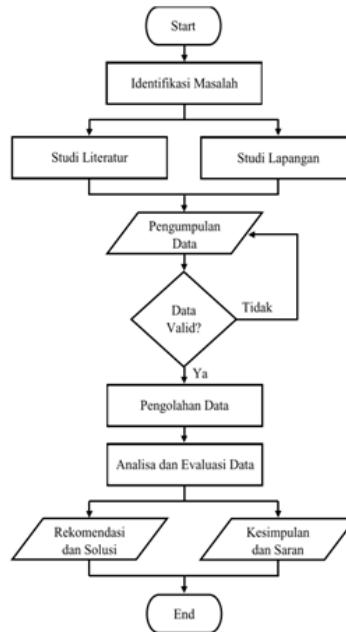 Start
Identifikasi Masalah
Studi Literatur
Studi Lapangan
Pengumpulan
Data
Data
Valid?
Tidak
Ya
Pengolahan Data
Analisa dan Evaluasi Data
Rekomendasi
dan Solusi
Kesimpulan
dan Saran
End